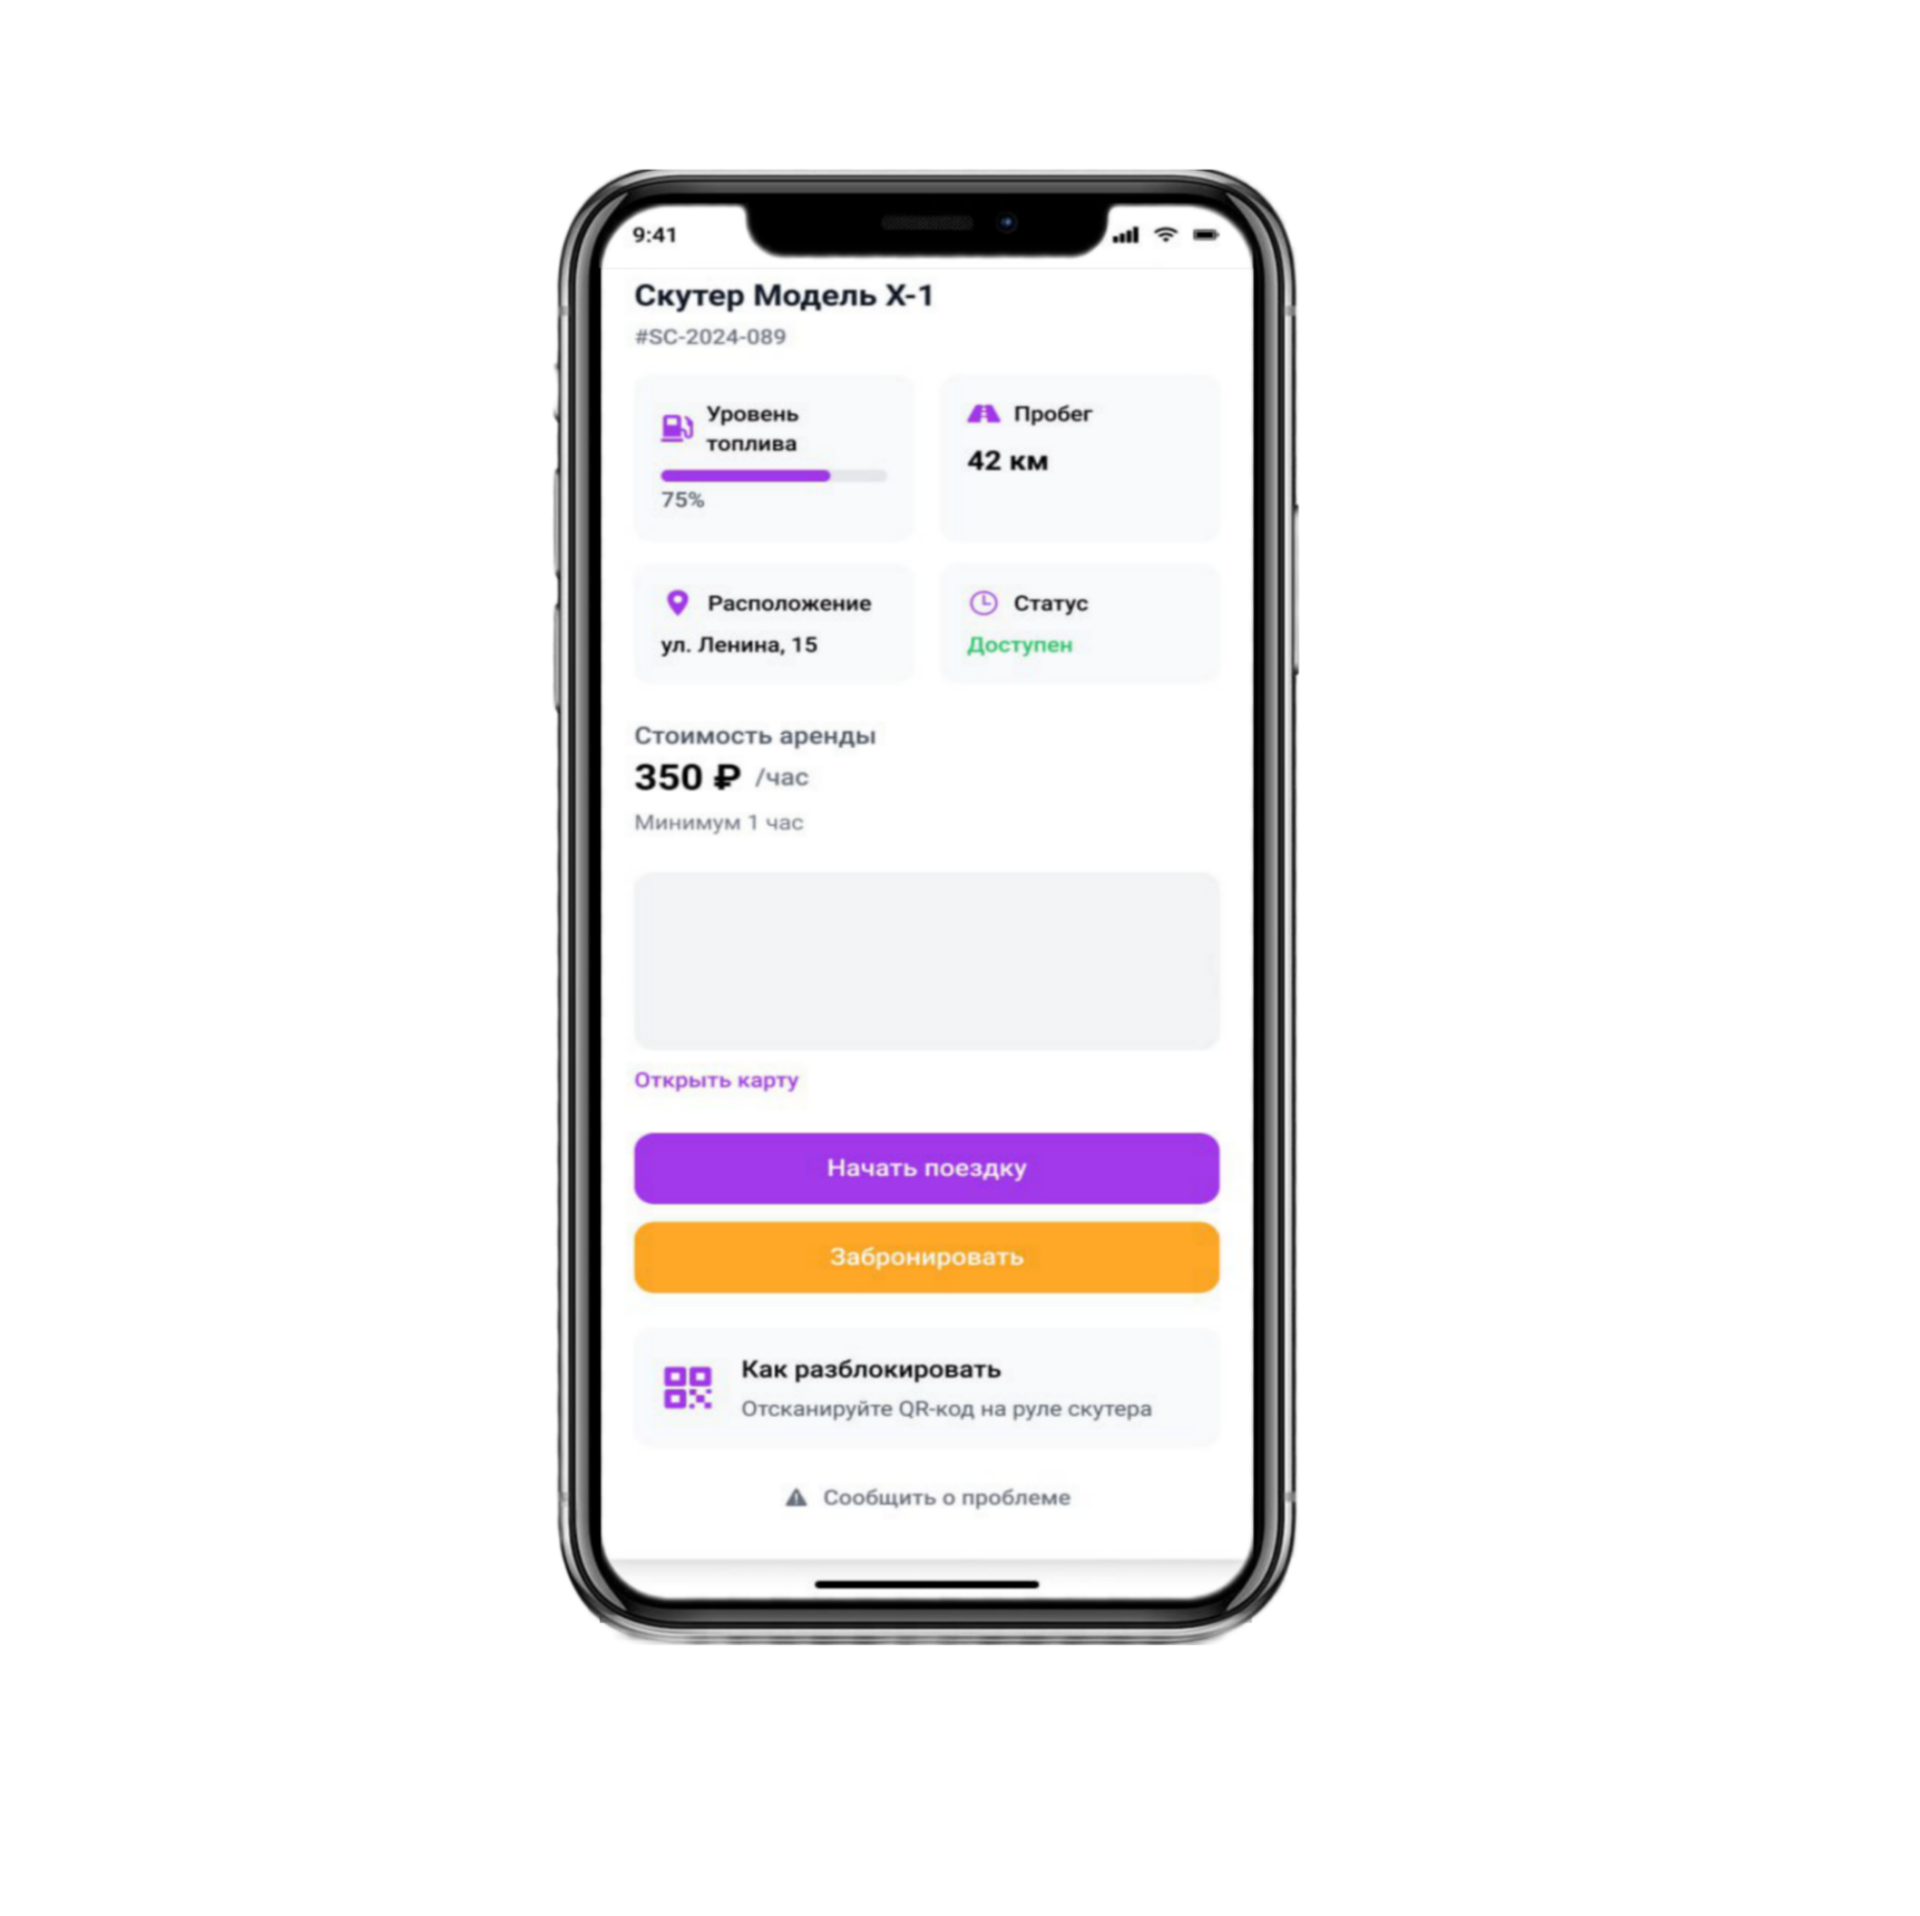 9:41
Скутер Модель X-1
#SC-2024-089
Уровень
топлива
75%
Пробег
42 км
Расположение
ул. Ленина, 15
Статус
Доступен
Стоимость аренды
350 ₽ /час
Минимум 1 час
Открыть карту
Начать поездку
Забронировать
Как разблокировать
Отсканируйте QR-код на руле скутера
Сообщить о проблеме